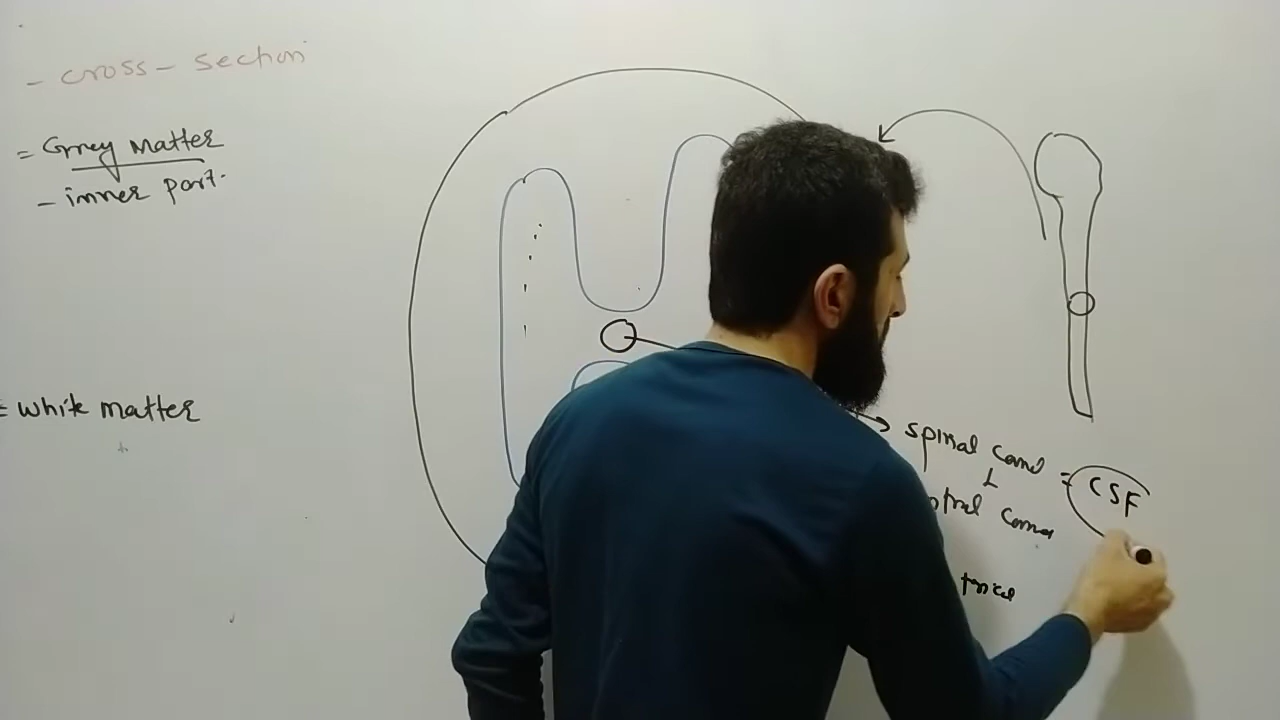 - cross - section
= Grey Matter
- inner part.
= white matter
spinal canal = CSF